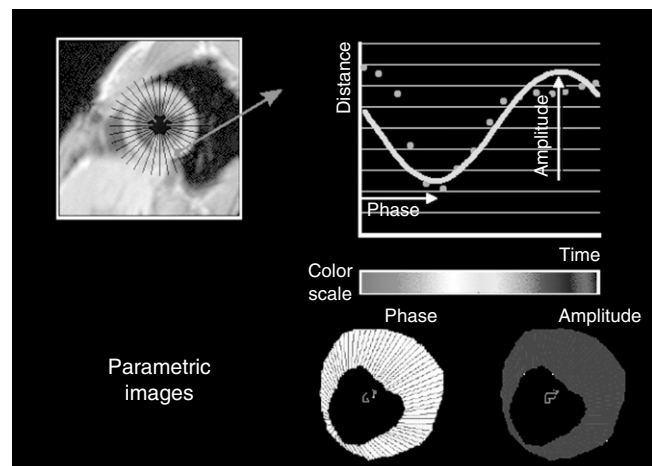 Distance
Amplitude
Phase
Time
Color
scale
Phase
Amplitude
Parametric
images